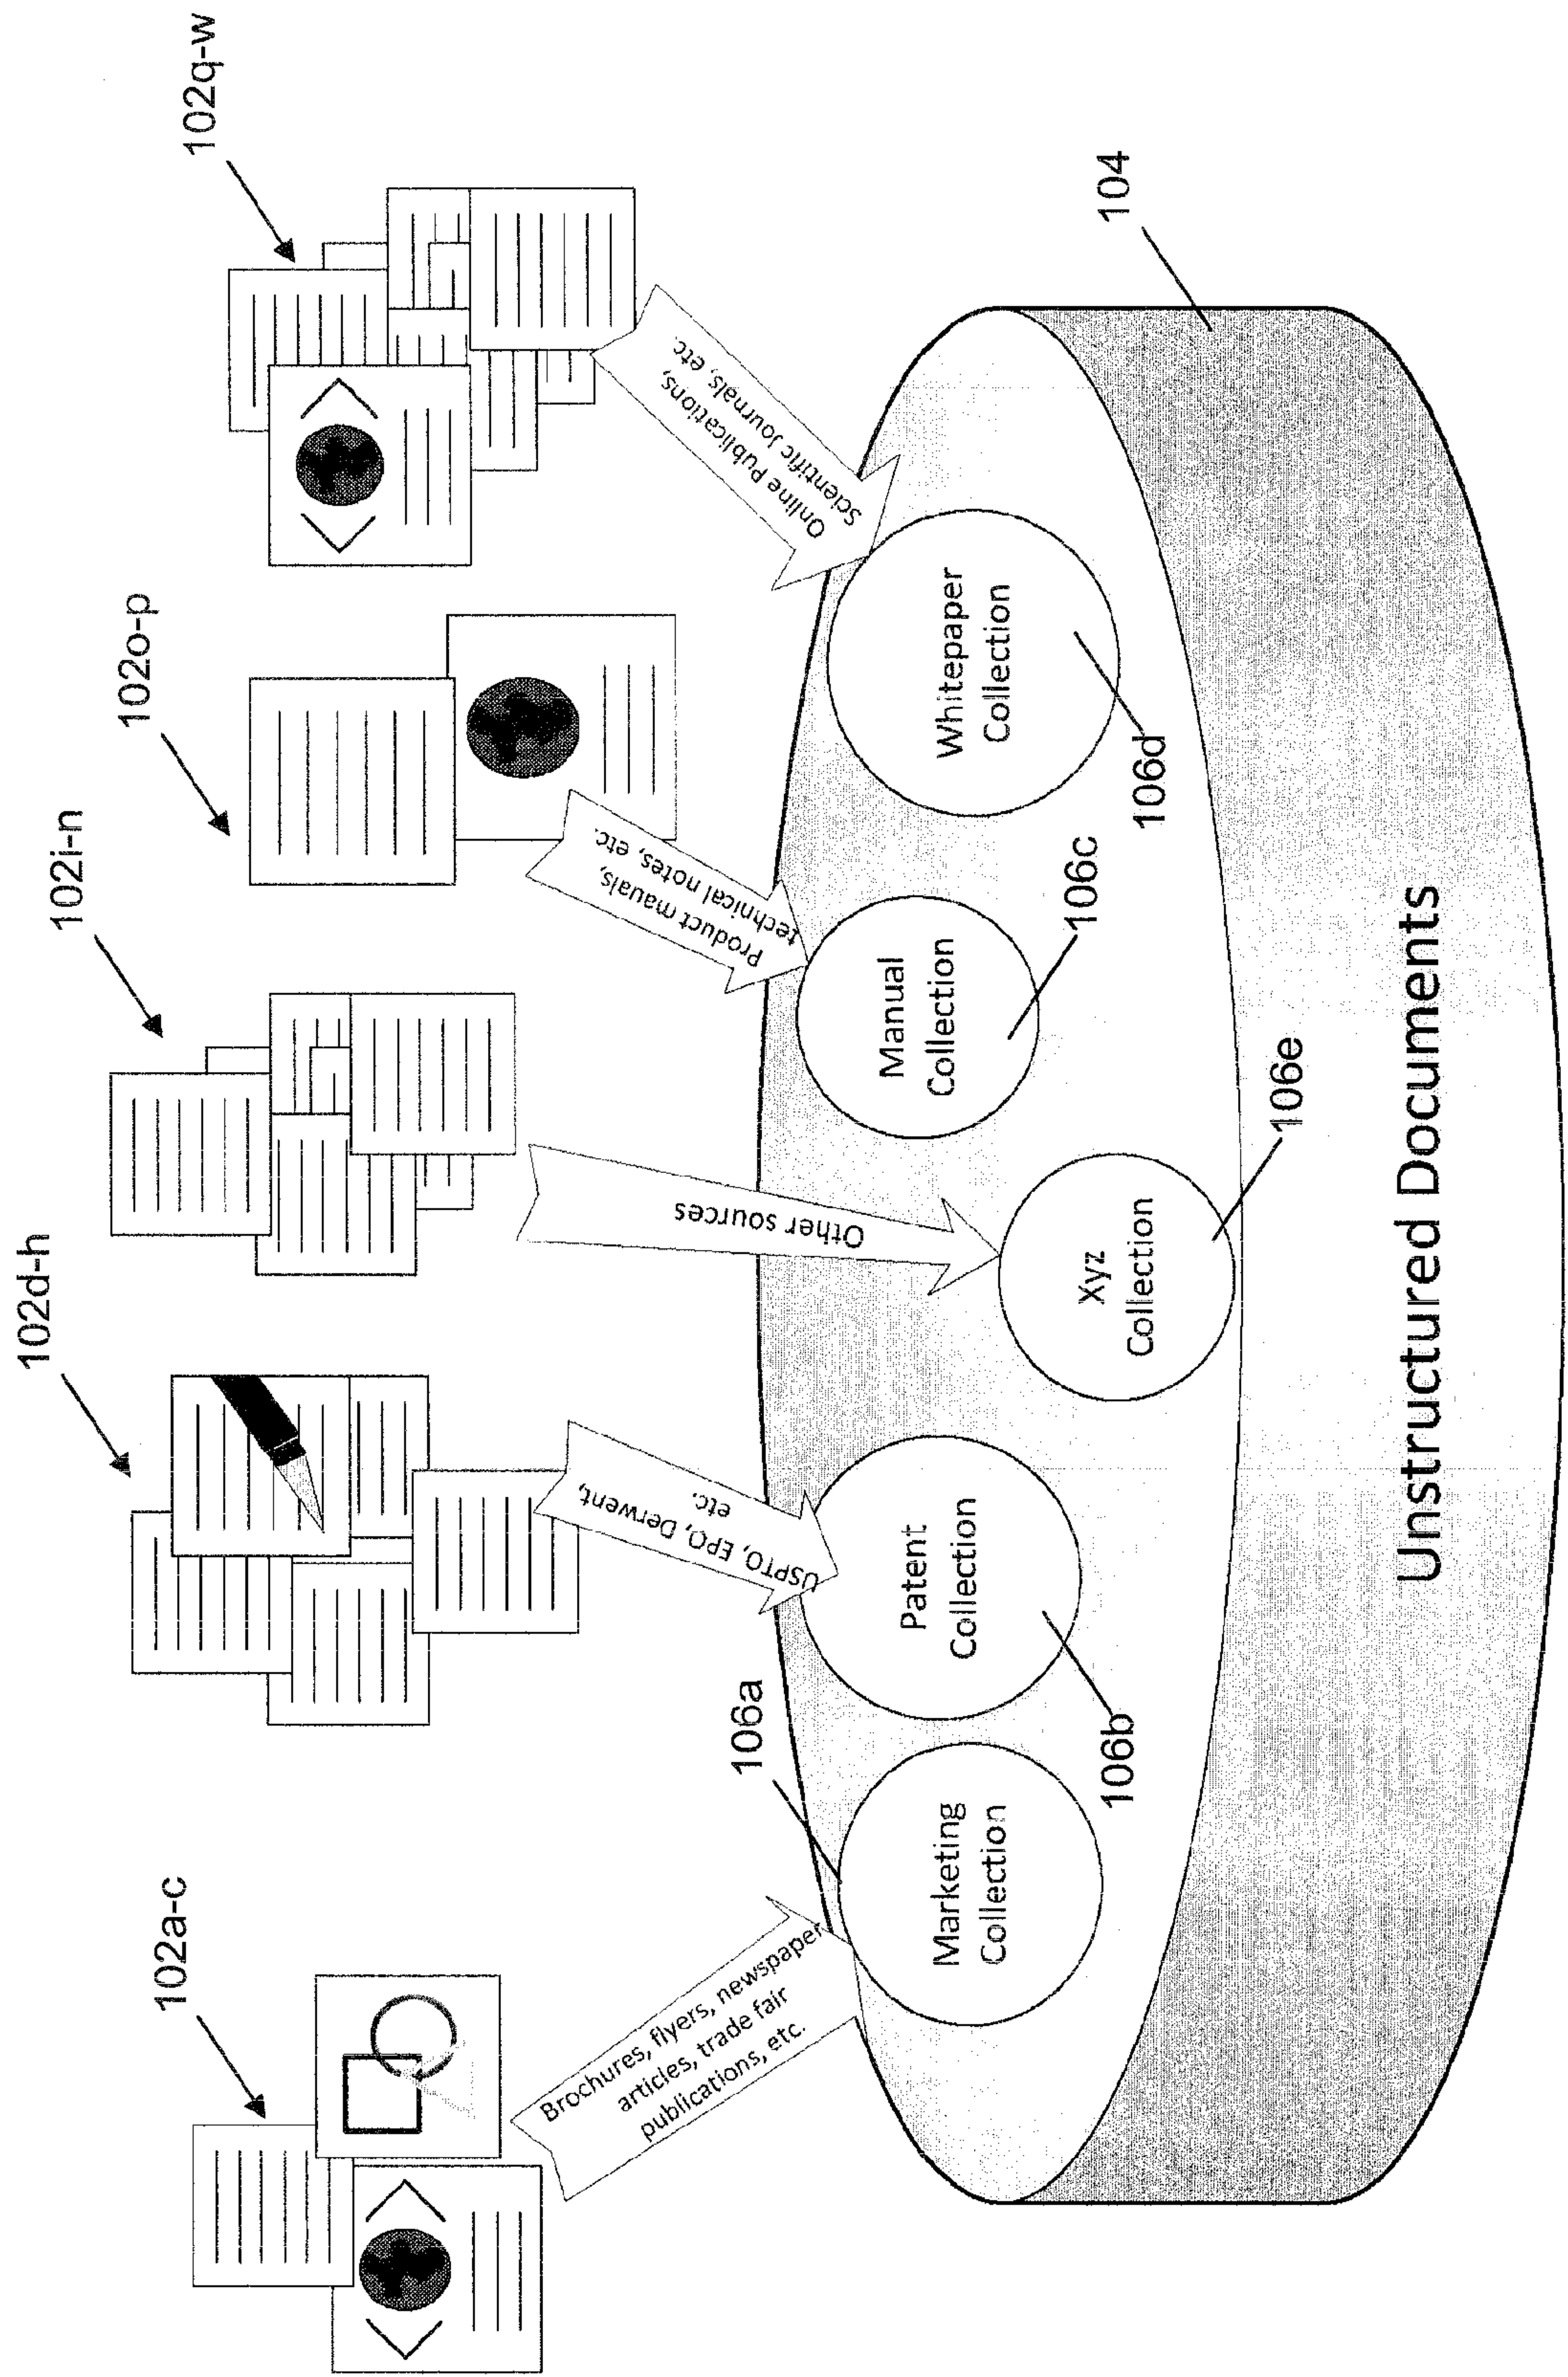 102a-c
102d-h
102i-n
102o-p
102q-w
Brochures, flyers, newspaper
articles, trade fair
publications, etc.
USPTO, EPO, Derwent,
etc.
Other sources
Product mauals,
technical notes, etc.
Online Publications,
Scientific Journals, etc.
106a
Marketing
Collection
Patent
Collection
106b
Xyz
Collection
106e
Manual
Collection
106c
Whitepaper
Collection
106d
104
Unstructured Documents